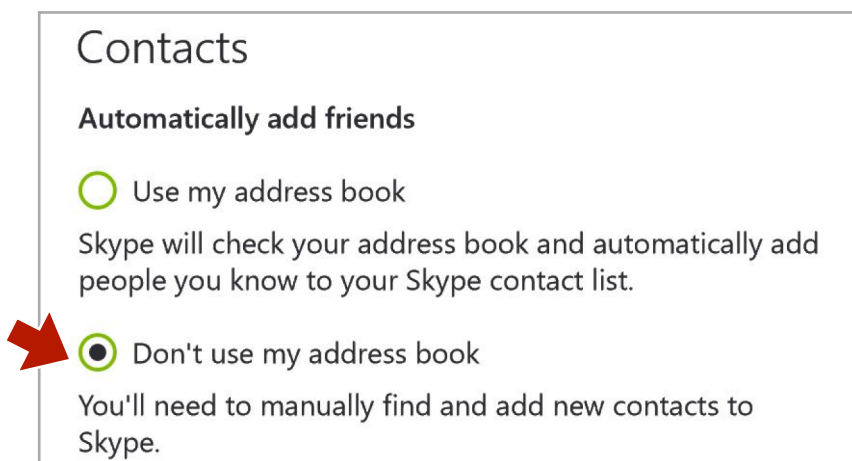 Contacts
Automatically add friends
Use my address book
Skype will check your address book and automatically add
people you know to your Skype contact list.
Don't use my address book
You'll need to manually find and add new contacts to
Skype.